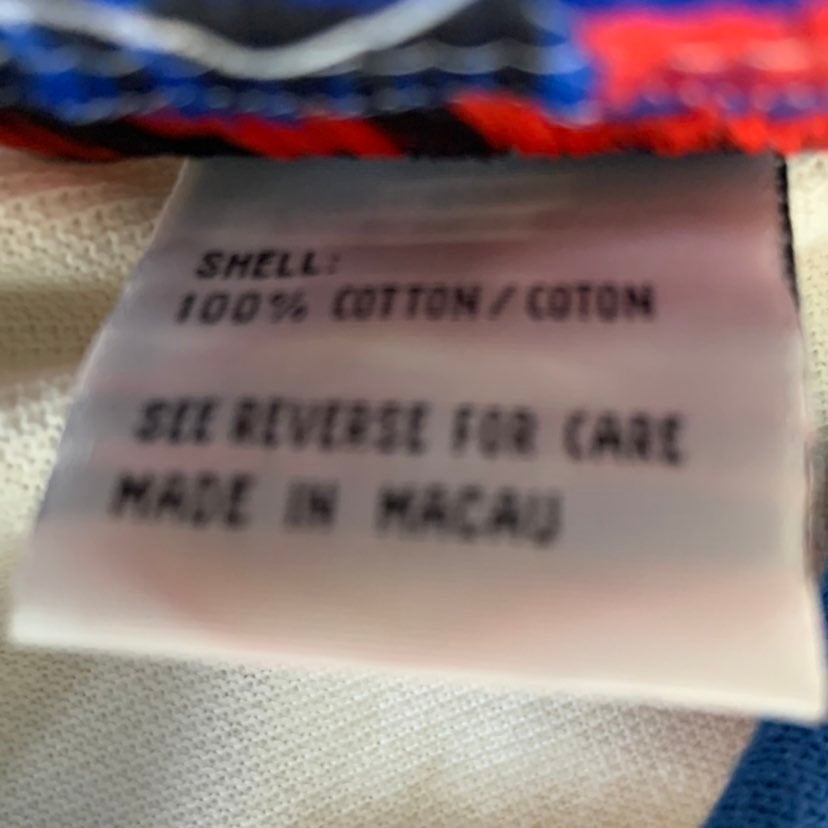 SHELL:
100% COTTON / COTON
SEE REVERSE FOR CARE
MADE IN MACAU